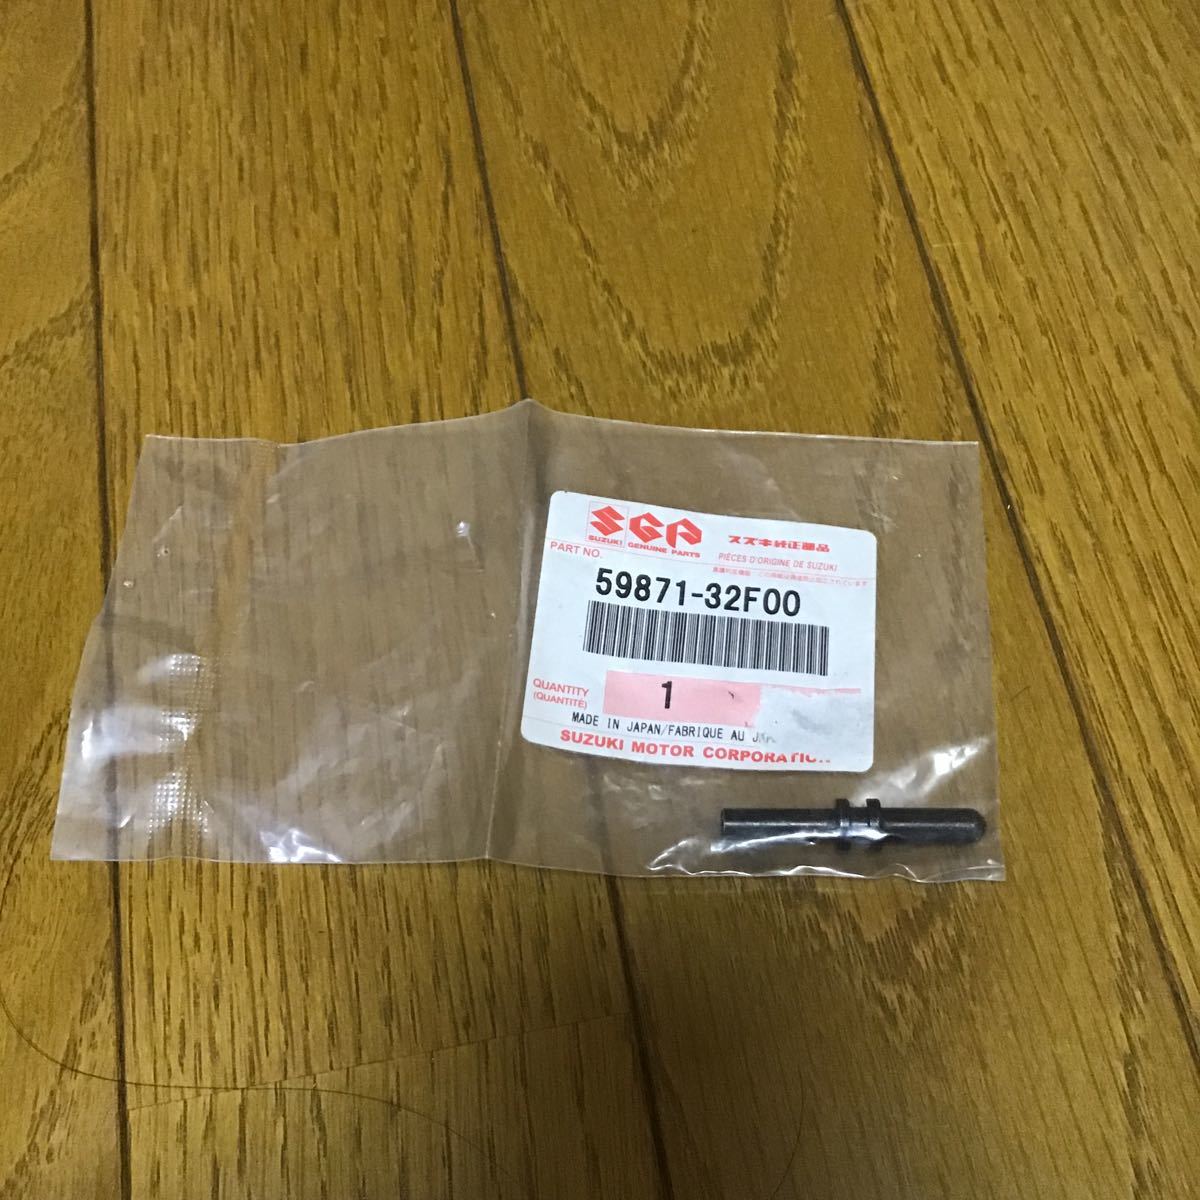 SGP スズキ純正部品
SUZUKI GENUINE PARTS
PIÈCES D'ORIGINE DE SUZUKI
PART NO.
59871-32F00
QUANTITY 1
(QUANTITÉ)
MADE IN JAPAN/FABRIQUE AU
SUZUKI MOTOR CORPORATION